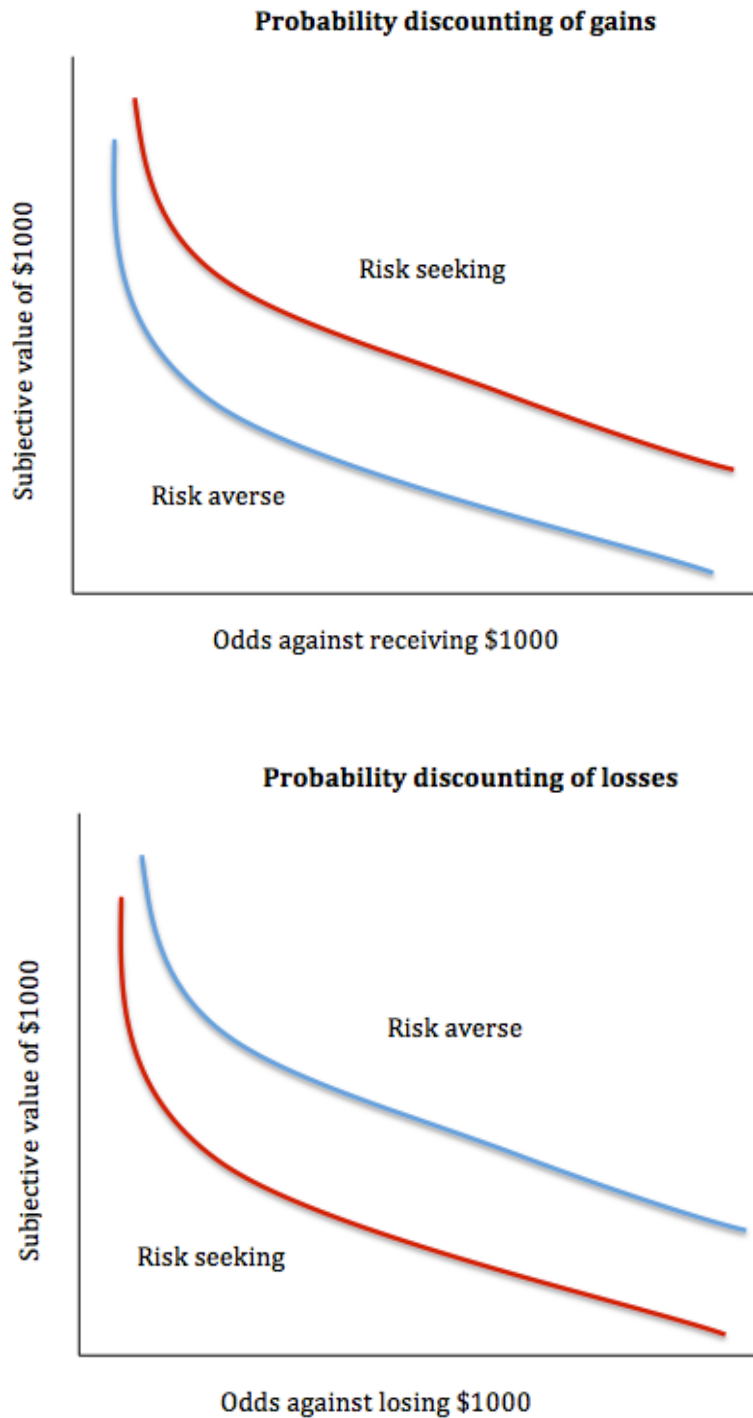 Probability discounting of gains
Subjective value of $1000
Risk seeking
Risk averse
Odds against receiving $1000
Probability discounting of losses
Subjective value of $1000
Risk averse
Risk seeking
Odds against losing $1000